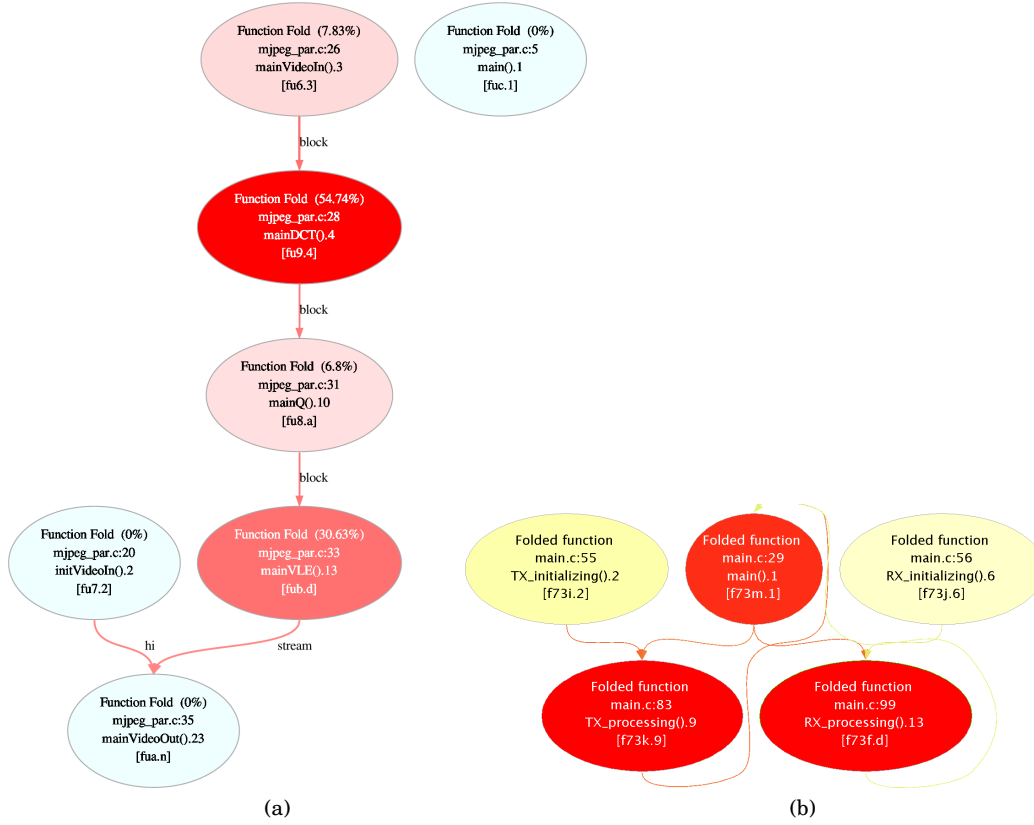 Function Fold (7.83%)
mjpeg_par.c:26
mainVideoIn().3
[fu6.3]
Function Fold (0%)
mjpeg_par.c:5
main().1
[fuc.1]
block
Function Fold (54.74%)
mjpeg_par.c:28
mainDCT().4
[fu9.4]
block
Function Fold (6.8%)
mjpeg_par.c:31
mainQ().10
[fu8.a]
block
Function Fold (0%)
mjpeg_par.c:20
initVideoIn().2
[fu7.2]
Function Fold (30.63%)
mjpeg_par.c:33
mainVLE().13
[fub.d]
hi
stream
Function Fold (0%)
mjpeg_par.c:35
mainVideoOut().23
[fua.n]
(a)
Folded function
main.c:55
TX_initializing().2
[f73i.2]
Folded function
main.c:29
main().1
[f73m.1]
Folded function
main.c:56
RX_initializing().6
[f73j.6]
Folded function
main.c:83
TX_processing().9
[f73k.9]
Folded function
main.c:99
RX_processing().13
[f73f.d]
(b)